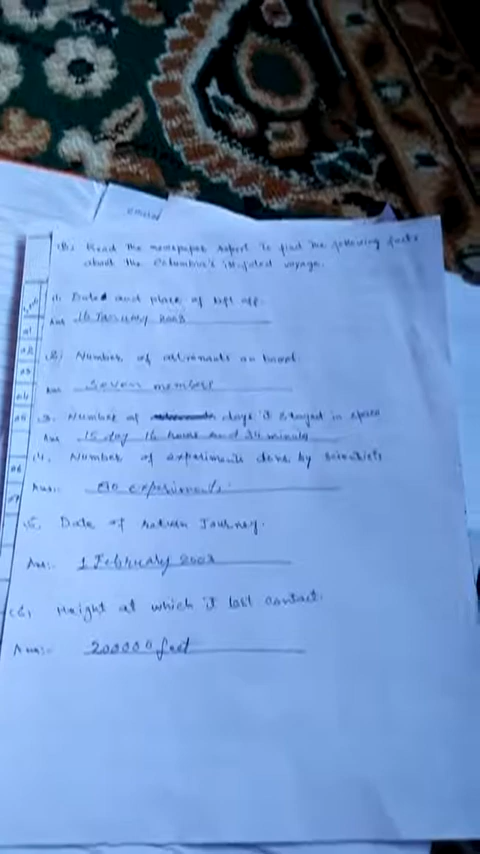 (B) Read the newspaper report to find the following facts
about the Columbia's ill-fated voyage.
(1. Dated and place of lift off.
Ans 16 January 2003
(2) Number of astronauts on board
Ans Seven members
3. Number of days it stayed in space
Ans 15 day 16 hours and 24 minute
(4. Number of experiments done by scientists
Ans:- 80 experiments.
(5. Date of return Journey.
Ans:- 1 February 2003
(6) Height at which it lost contact.
Ans:- 200000 feet